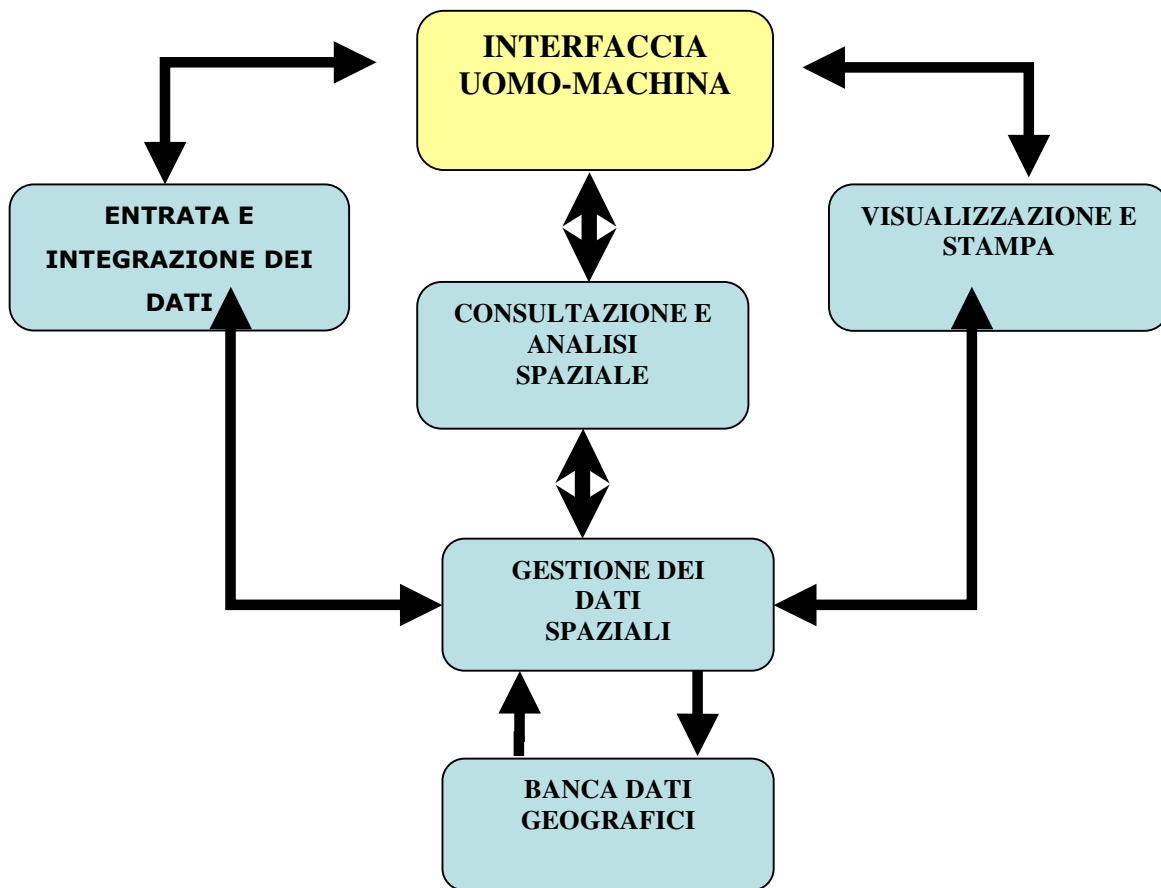 INTERFACCIA
UOMO-MACHINA
ENTRATA E
INTEGRAZIONE DEI
DATI
VISUALIZZAZIONE E
STAMPA
CONSULTAZIONE E
ANALISI
SPAZIALE
GESTIONE DEI
DATI
SPAZIALI
BANCA DATI
GEOGRAFICI